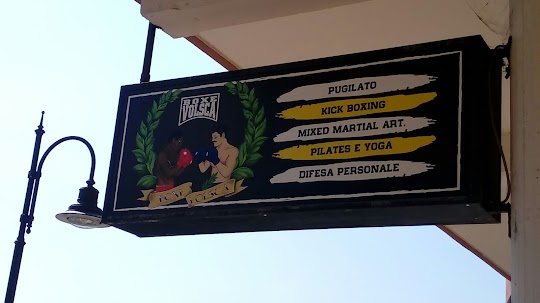 BOXE
VOLSCA
PUGILATO
KICK BOXING
MIXED MARTIAL ART.
PILATES E YOGA
DIFESA PERSONALE